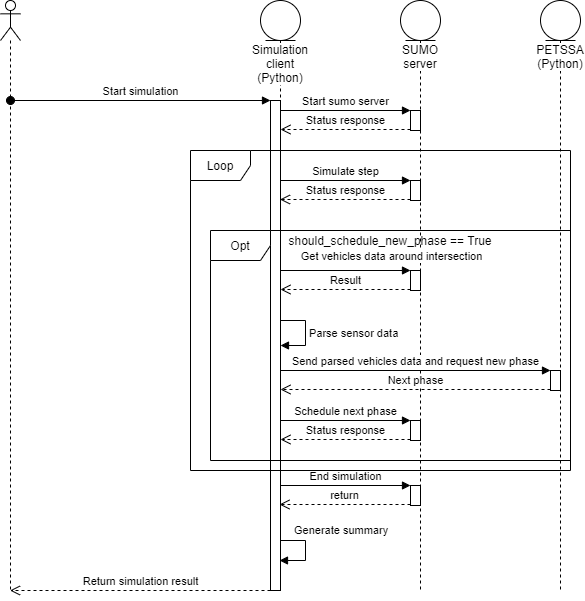 Simulation
client
(Python)
SUMO
server
PETSSA
(Python)
Start simulation
Start sumo server
Status response
Loop
Simulate step
Status response
Opt
should_schedule_new_phase == True
Get vehicles data around intersection
Result
Parse sensor data
Send parsed vehicles data and request new phase
Next phase
Schedule next phase
Status response
End simulation
return
Generate summary
Return simulation result